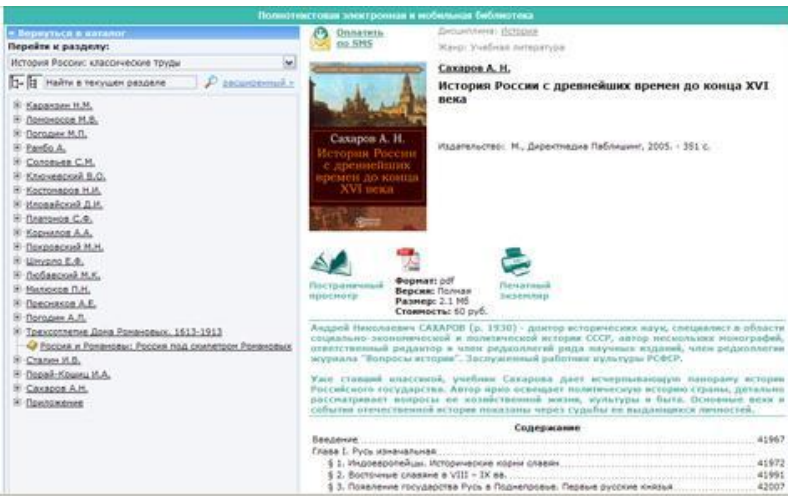 Полнотекстовая электронная и мобильная библиотека
Вернуться в каталог
Перейти к разделу:
История России: классические труды
Найти в текущем разделе
расширенный »
Карамзин Н.М.
Ломоносов М.В.
Погодин М.П.
Рамбо А.
Соловьев С.М.
Ключевский В.О.
Костомаров Н.И.
Иловайский Д.И.
Платонов С.Ф.
Корнилов А.А.
Покровский М.Н.
Шмурло Е.Ф.
Любавский М.К.
Милюков П.Н.
Пресняков А.Е.
Погодин А.Л.
Трехсотлетие Дома Романовых. 1613-1913
Россия и Романовы: Россия под скипетром Романовых
Сталин И.В.
Порай-Кошиц И.А.
Сахаров А.Н.
Приложение
Оплатить
по SMS
Дисциплина: История
Жанр: Учебная литература
Сахаров А. Н.
История России с древнейших времен до конца XVI
века
Издательство: М., Директмедиа Паблишинг, 2005. - 351 с.
Сахаров А. Н.
История России
с древнейших
времен до конца
XVI века
Постраничный
просмотр
Формат: pdf
Версия: Полная
Размер: 2.1 Мб
Стоимость: 60 руб.
Печатный
экземпляр
Андрей Николаевич САХАРОВ (р. 1930) - доктор исторических наук, специалист в области
социально-экономической и политической истории СССР, автор нескольких монографий,
ответственный редактор и член редколлегий ряда научных изданий, член редколлегии
журнала "Вопросы истории". Заслуженный работник культуры РСФСР.
Уже ставший классикой, учебник Сахарова дает исчерпывающую панораму истории
Российского государства. Автор ярко освещает политическую историю страны, детально
рассматривает вопросы ее хозяйственной жизни, культуры и быта. Основные вехи и
события отечественной истории показаны через судьбы ее выдающихся личностей.
Содержание
Введение 41967
Глава I. Русь изначальная
§ 1. Индоевропейцы. Исторические корни славян 41972
§ 2. Восточные славяне в VIII – IX вв. 41991
§ 3. Появление государства Русь в Поднепровье. Первые русские князья 42007